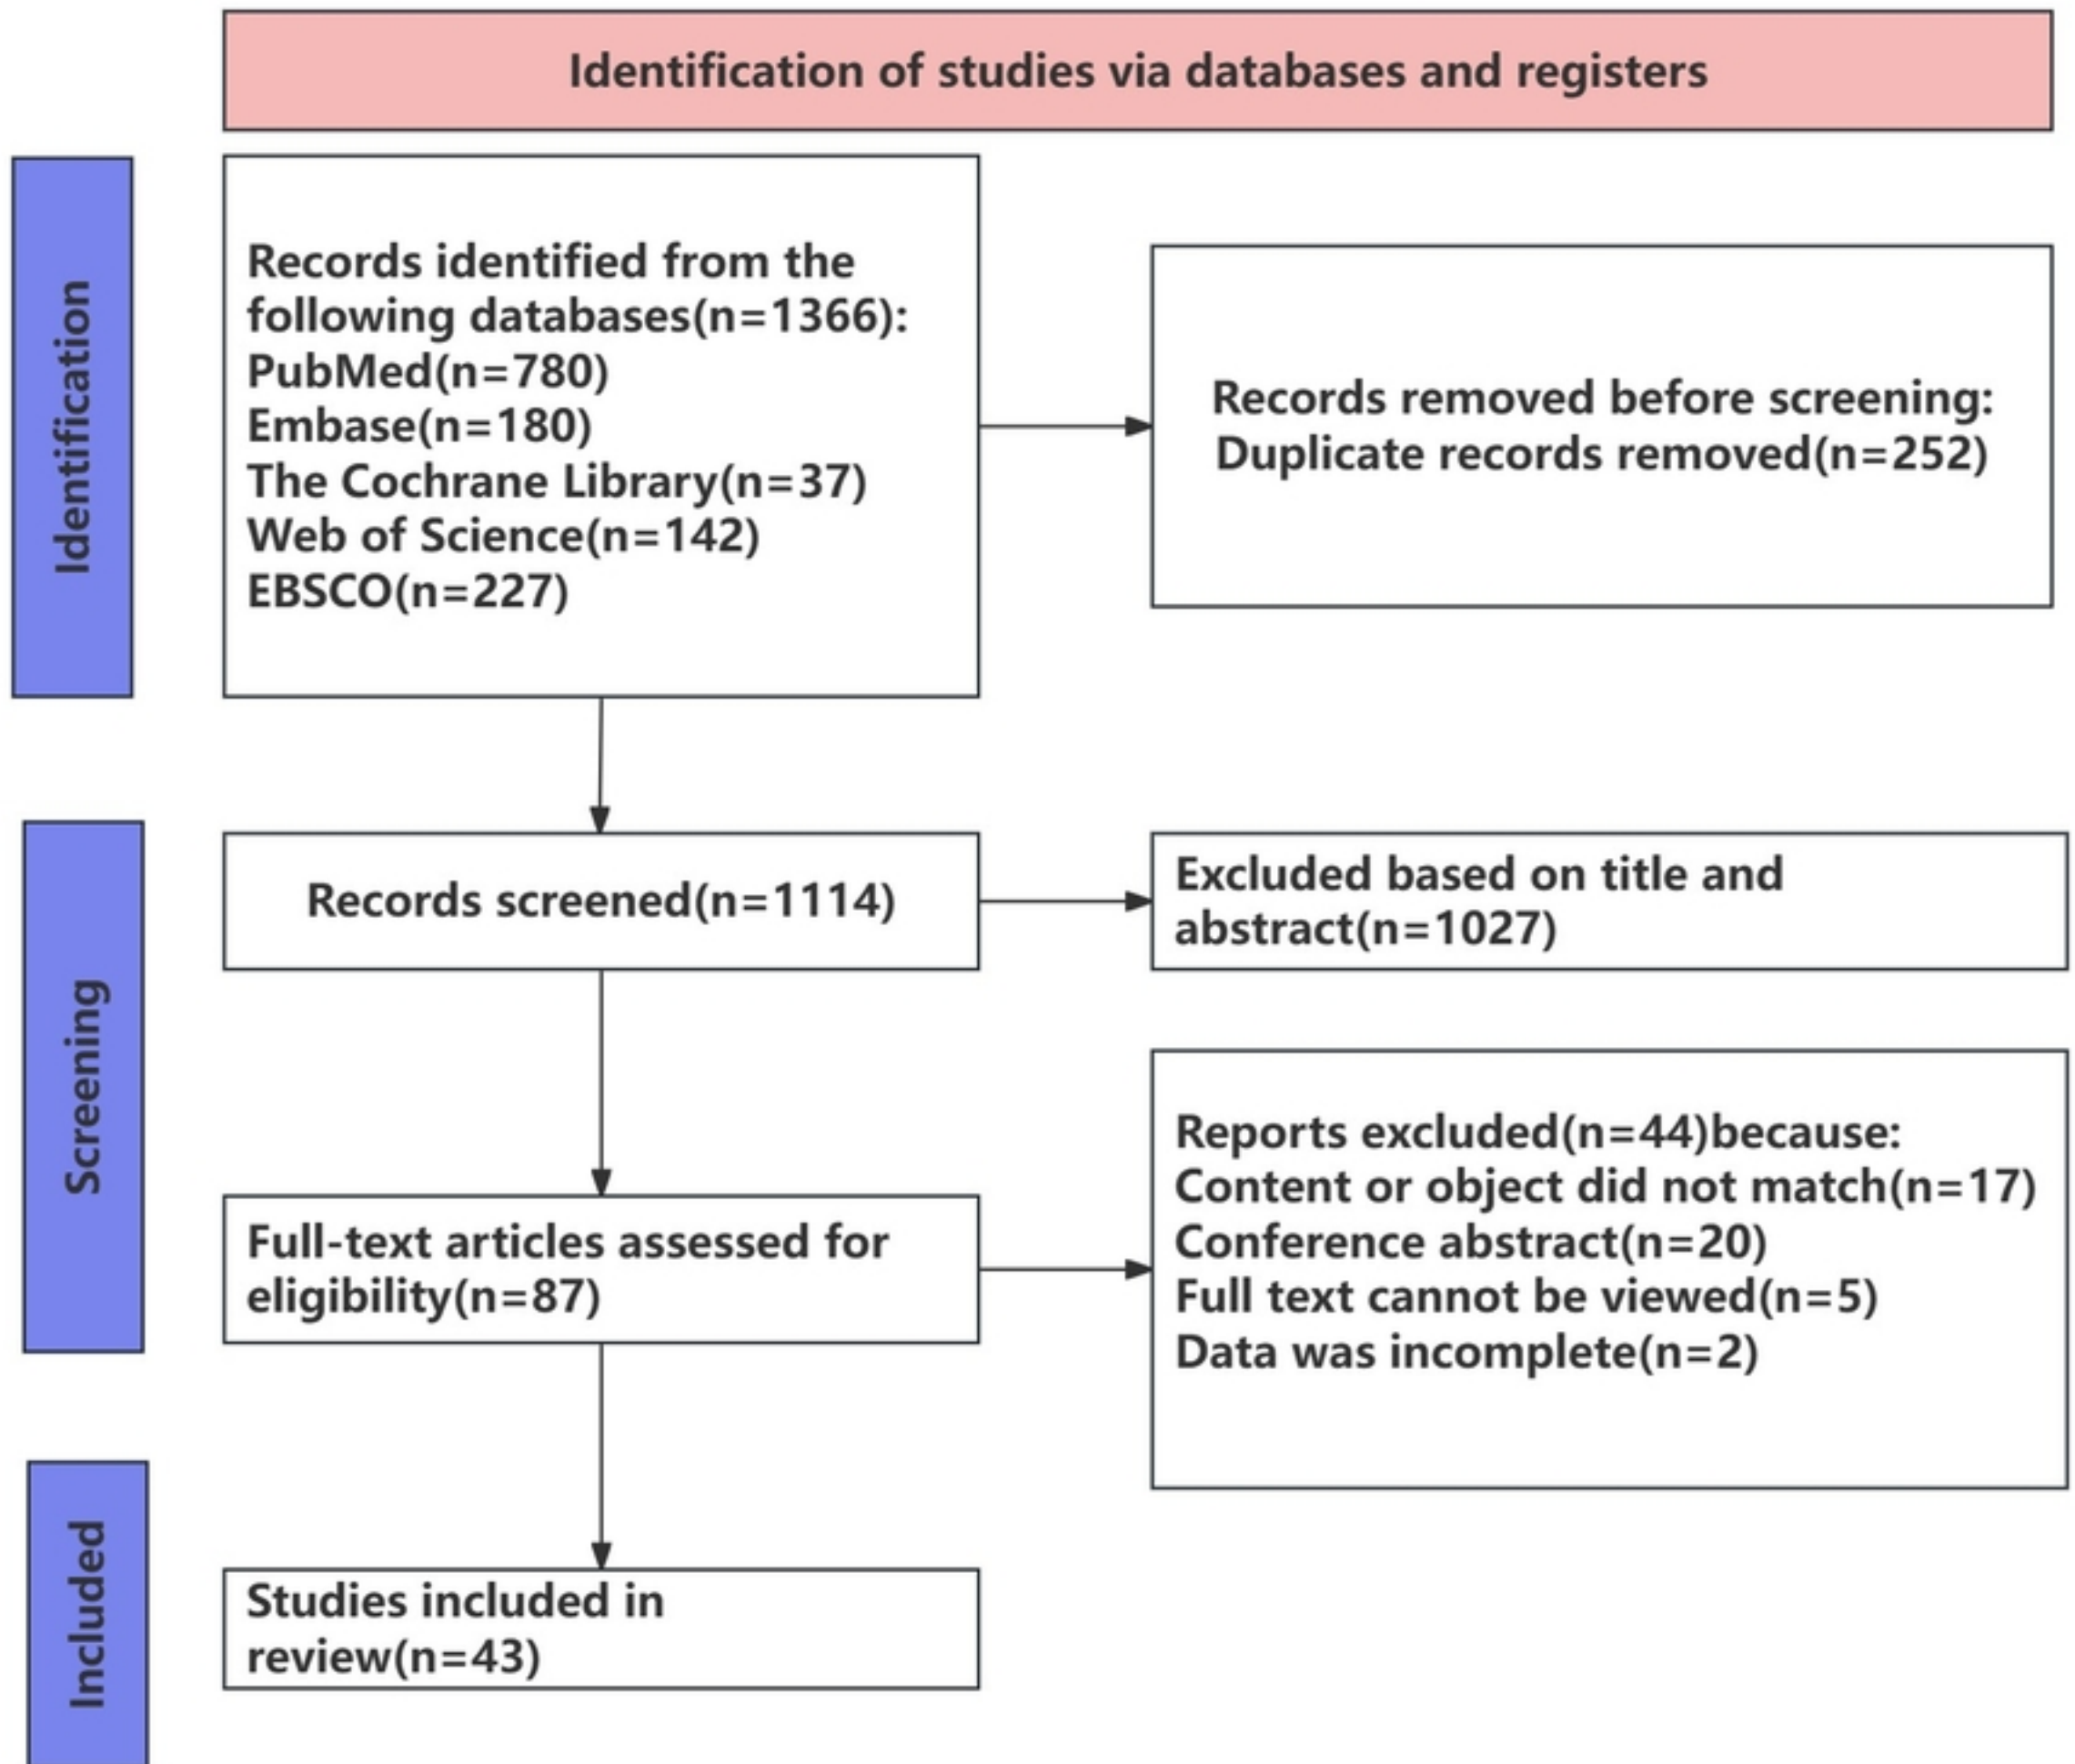 Identification of studies via databases and registers
Identification
Records identified from the
following databases(n=1366):
PubMed(n=780)
Embase(n=180)
The Cochrane Library(n=37)
Web of Science(n=142)
EBSCO(n=227)
Records removed before screening:
Duplicate records removed(n=252)
Screening
Records screened(n=1114)
Excluded based on title and
abstract(n=1027)
Full-text articles assessed for
eligibility(n=87)
Reports excluded(n=44)because:
Content or object did not match(n=17)
Conference abstract(n=20)
Full text cannot be viewed(n=5)
Data was incomplete(n=2)
Included
Studies included in
review(n=43)